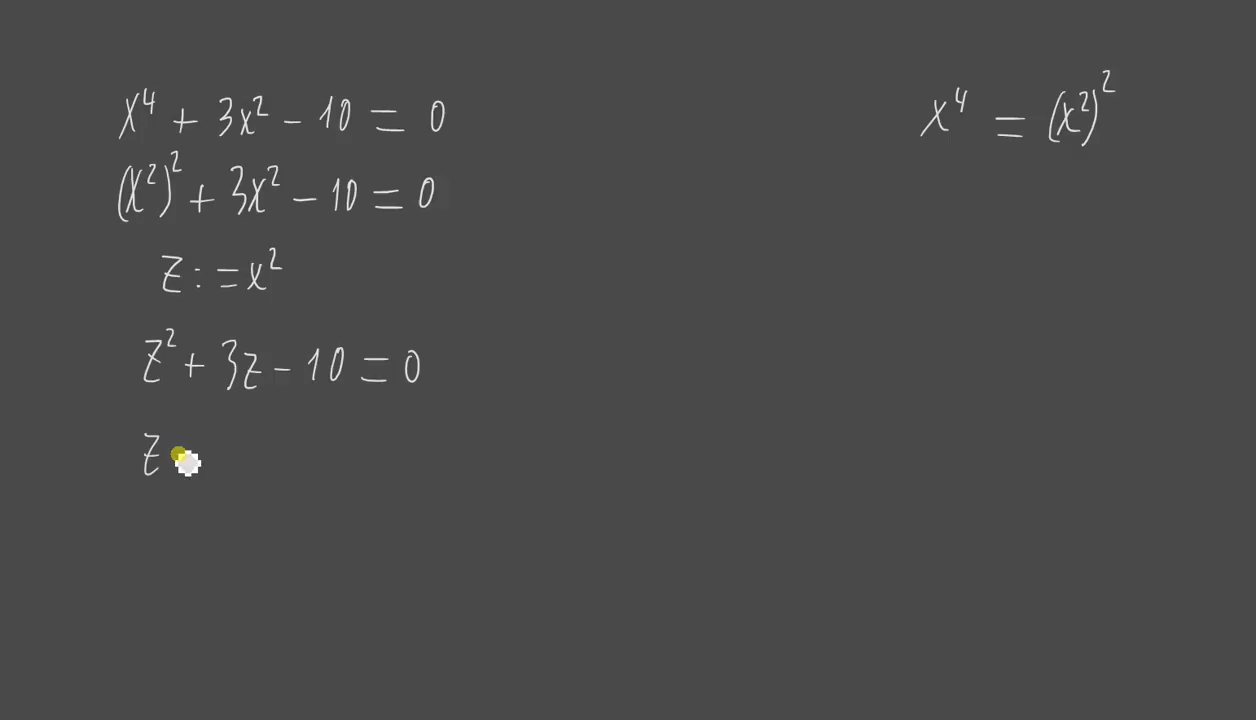 x⁴ + 3x² − 10 = 0
x⁴ = (x²)²
(x²)² + 3x² − 10 = 0
z := x²
z² + 3z − 10 = 0
z